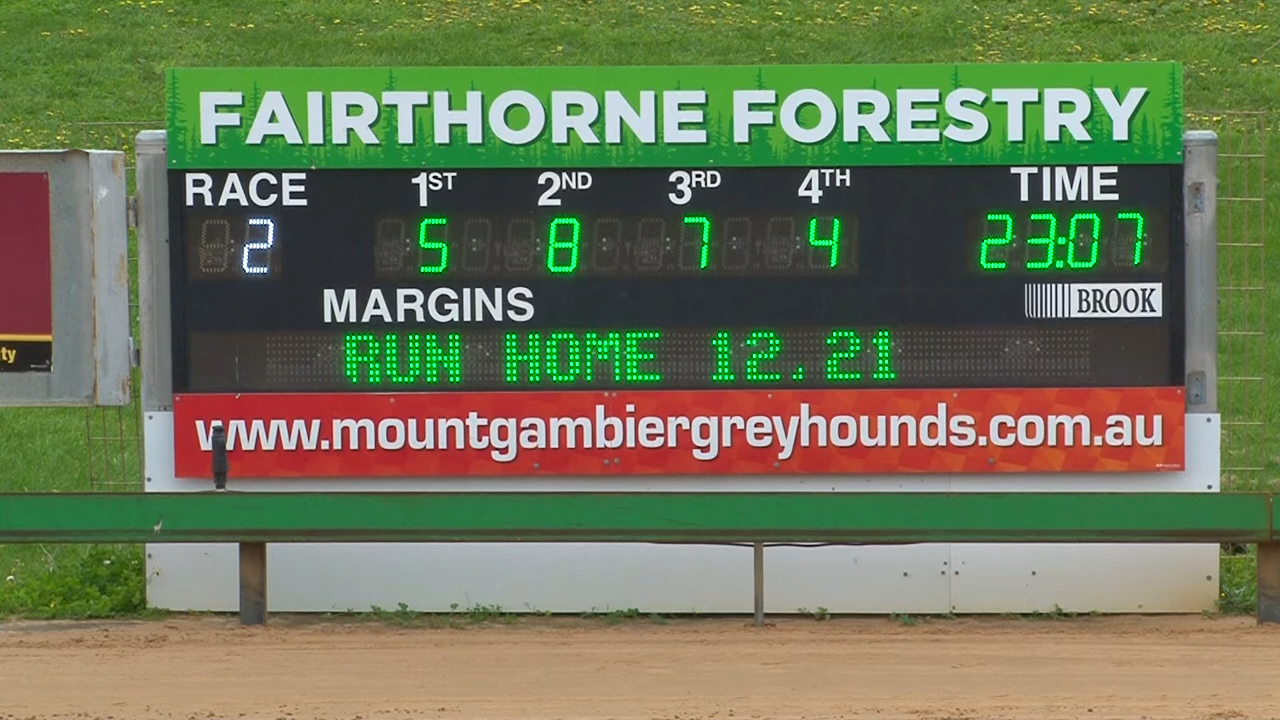 FAIRTHORNE FORESTRY
RACE 1ST 2ND 3RD 4TH TIME
2 5 8 7 4 23:07
MARGINS
BROOK
RUN HOME 12.21
ty
www.mountgambiergreyhounds.com.au